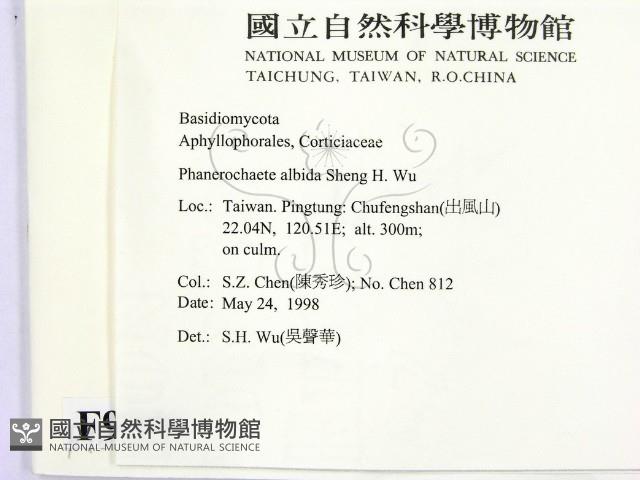 國立自然科學博物館
NATIONAL MUSEUM OF NATURAL SCIENCE
TAICHUNG, TAIWAN, R.O.CHINA
Basidiomycota
Aphyllophorales, Corticiaceae
Phanerochaete albida Sheng H. Wu
Loc.: Taiwan. Pingtung: Chufengshan(出風山)
22.04N, 120.51E; alt. 300m;
on culm.
Col.: S.Z. Chen(陳秀珍); No. Chen 812
Date: May 24, 1998
Det.: S.H. Wu(吳聲華)
國立自然科學博物館
NATIONAL MUSEUM OF NATURAL SCIENCE